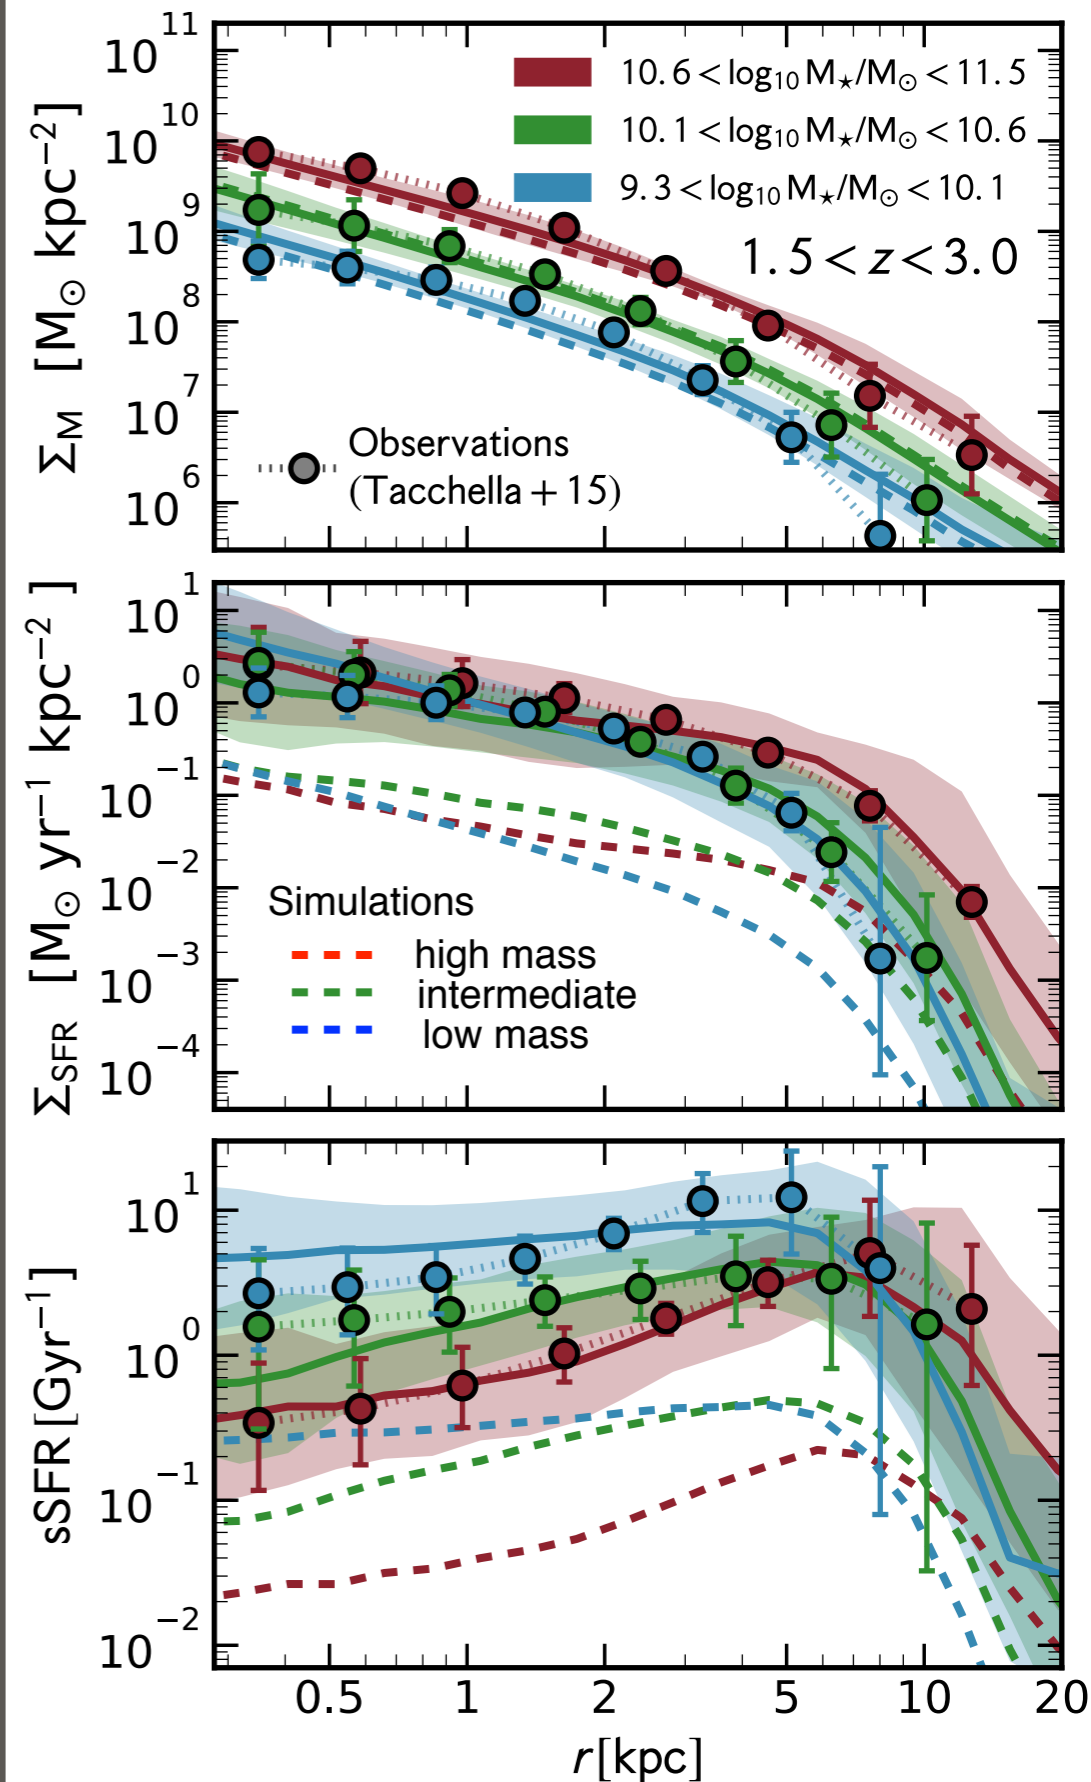 10^11
10^10
10^9
10^8
10^7
10^6
Σ_M [M_⊙ kpc^−2]
10.6 < log_10 M_⋆/M_⊙ < 11.5
10.1 < log_10 M_⋆/M_⊙ < 10.6
9.3 < log_10 M_⋆/M_⊙ < 10.1
1.5 < z < 3.0
Observations
(Tacchella + 15)
10^1
10^0
10^−1
10^−2
10^−3
10^−4
Σ_SFR [M_⊙ yr^−1 kpc^−2]
Simulations
high mass
intermediate
low mass
10^1
10^0
10^−1
10^−2
sSFR [Gyr^−1]
0.5 1 2 5 10 20
r [kpc]